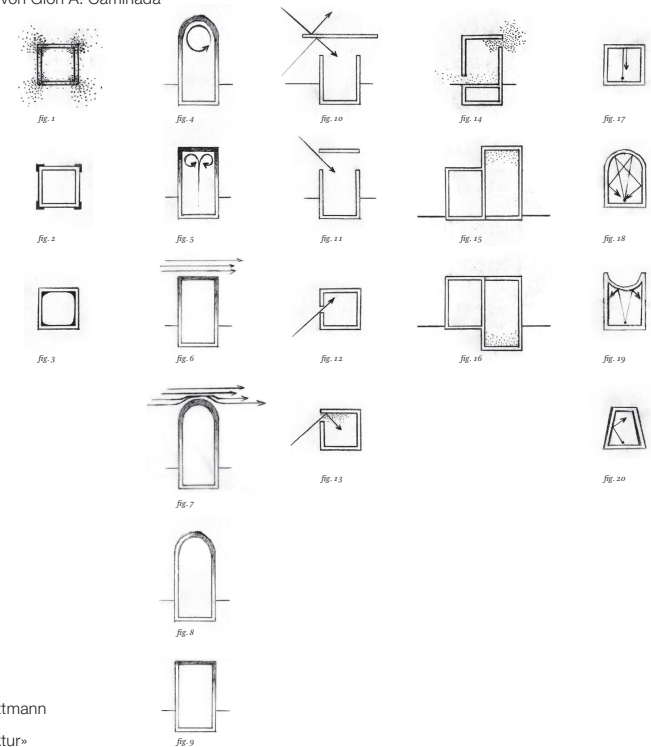 von Gion A. Caminada
fig. 1
fig. 4
fig. 10
fig. 14
fig. 17
fig. 2
fig. 5
fig. 11
fig. 15
fig. 18
fig. 3
fig. 6
fig. 12
fig. 16
fig. 19
fig. 7
fig. 13
fig. 20
fig. 8
fig. 9